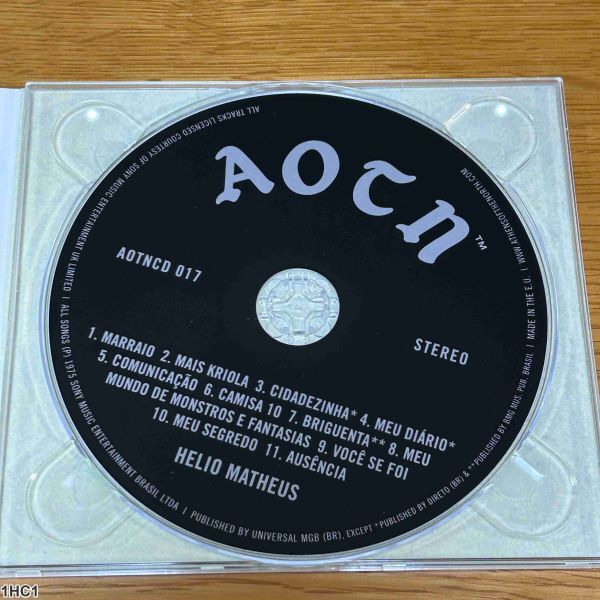 AOTN™
AOTNCD 017
STEREO
1. MARRAIO 2. MAIS KRIOLA 3. CIDADEZINHA* 4. MEU DIÁRIO*
5. COMUNICAÇÃO 6. CAMISA 10 7. BRIGUENTA** 8. MEU
MUNDO DE MONSTROS E FANTASIAS 9. VOCÊ SE FOI
10. MEU SEGREDO 11. AUSÊNCIA
HELIO MATHEUS
ALL TRACKS LICENSED COURTESY OF SONY MUSIC ENTERTAINMENT UK LIMITED | ALL SONGS (P) 1975 SONY MUSIC ENTERTAINMENT BRASIL LTDA | PUBLISHED BY UNIVERSAL MGB (BR), EXCEPT *PUBLISHED BY DIRETO (BR) & **PUBLISHED BY BMG MUS. PUB. BRASIL | MADE IN THE E.U. | WWW.ATHENSOFTHENORTH.COM
1HC1